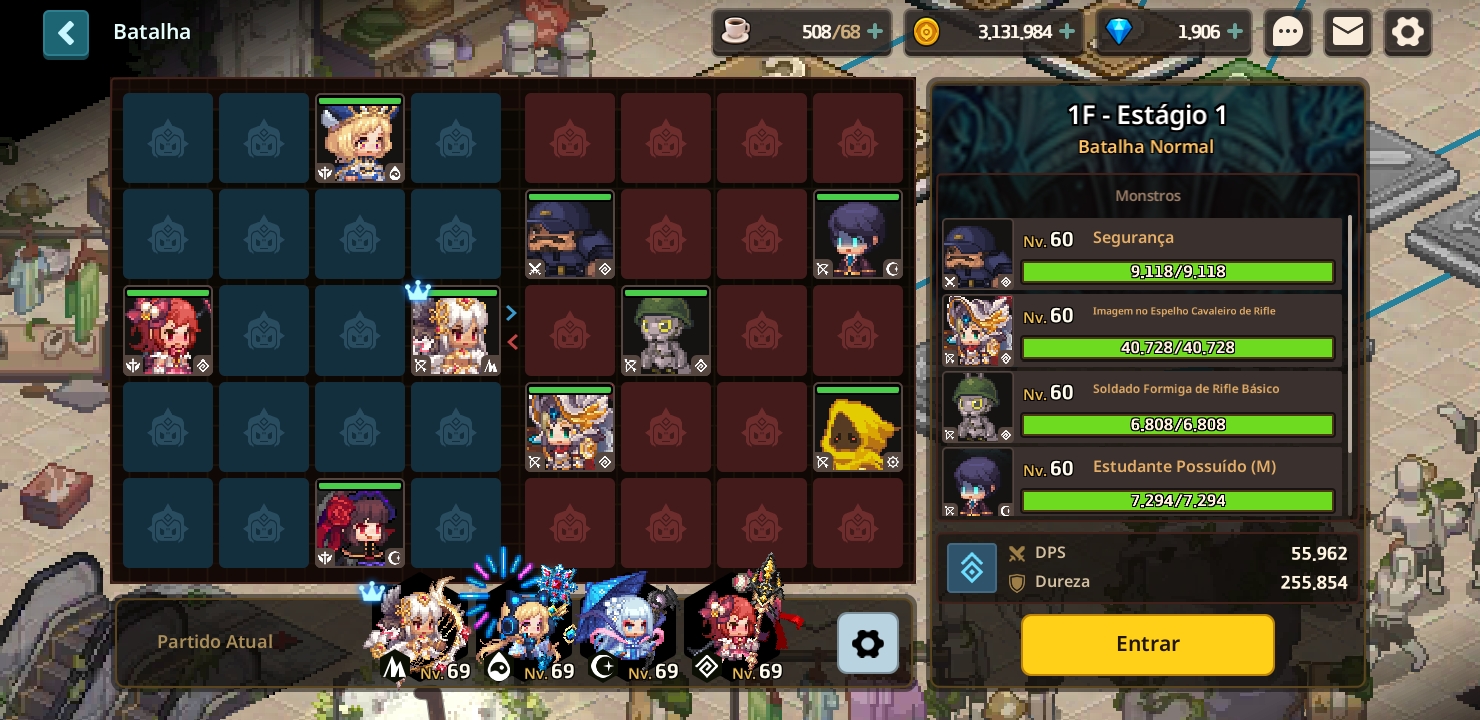 Batalha
508/68
3,131,984
1,906
1F - Estágio 1
Batalha Normal
Monstros
Nv. 60 Segurança
9,118/9,118
Nv. 60 Imagem no Espelho Cavaleiro de Rifle
40,728/40,728
Nv. 60 Soldado Formiga de Rifle Básico
6,808/6,808
Nv. 60 Estudante Possuído (M)
7,294/7,294
DPS 55,962
Dureza 255,854
Entrar
Partido Atual
Nv. 69
Nv. 69
Nv. 69
Nv. 69